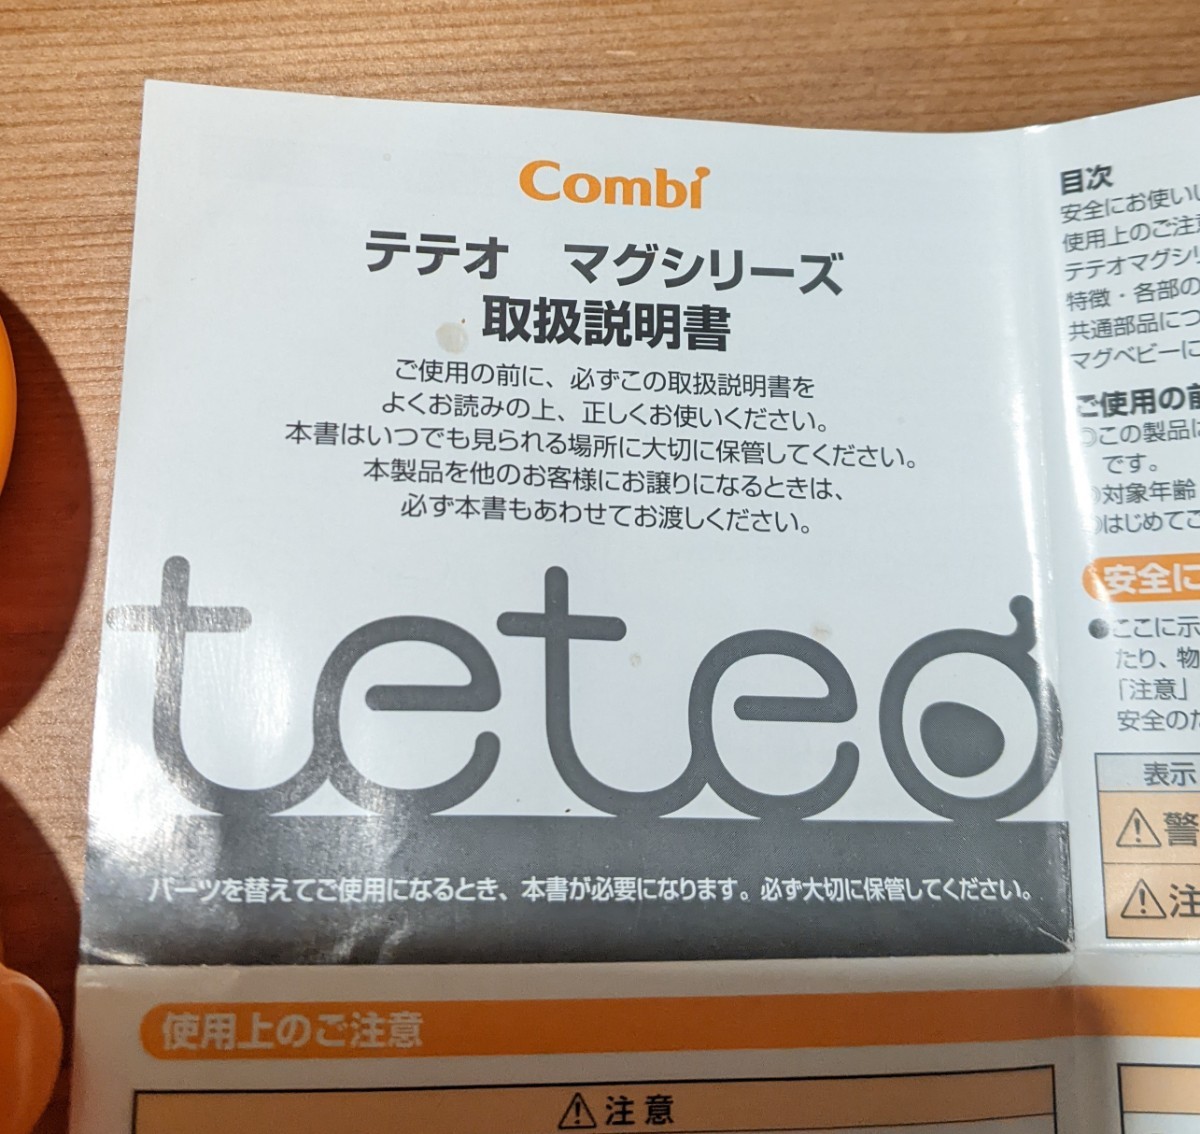 Combi
テテオ　マグシリーズ
取扱説明書
ご使用の前に、必ずこの取扱説明書を
よくお読みの上、正しくお使いください。
本書はいつでも見られる場所に大切に保管してください。
本製品を他のお客様にお譲りになるときは、
必ず本書もあわせてお渡しください。
teteo
パーツを替えてご使用になるとき、本書が必要になります。必ず大切に保管してください。
使用上のご注意
注意
目次
安全にお使い
使用上のご注
テテオマグシリ
特徴・各部の
共通部品につ
マグベビーに
ご使用の前
この製品は
です。
対象年齢
はじめてご
安全に
●ここに示
たり、物
「注意」
安全のた
表示
警
注